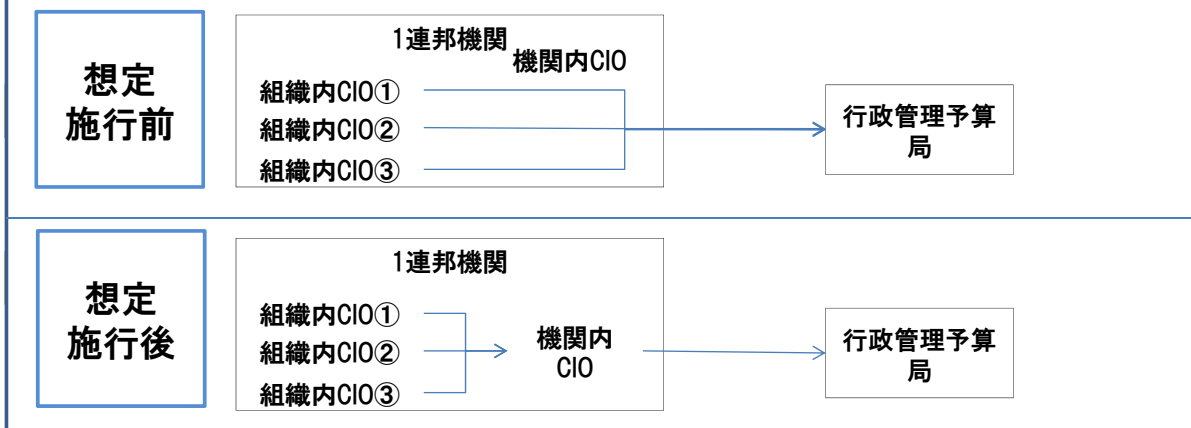 想定
施行前
1連邦機関
機関内CIO
組織内CIO①
組織内CIO②
組織内CIO③
行政管理予算
局
想定
施行後
1連邦機関
組織内CIO①
組織内CIO②
組織内CIO③
機関内
CIO
行政管理予算
局